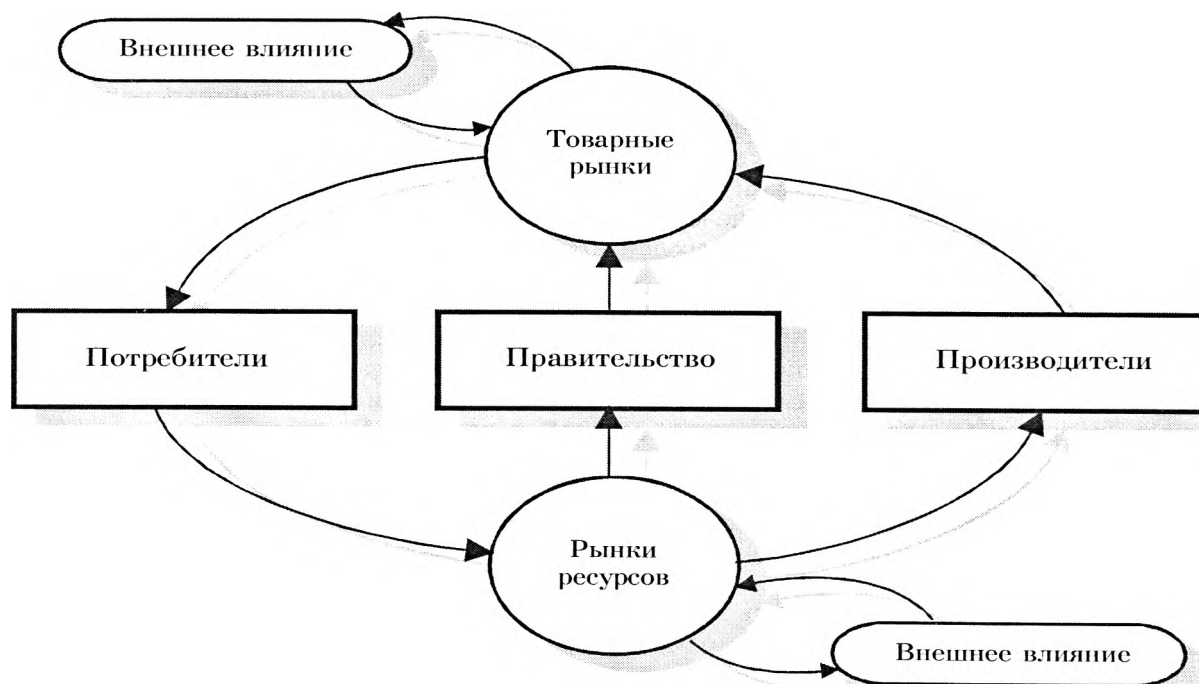 Внешнее влияние
Товарные
рынки
Потребители
Правительство
Производители
Рынки
ресурсов
Внешнее влияние